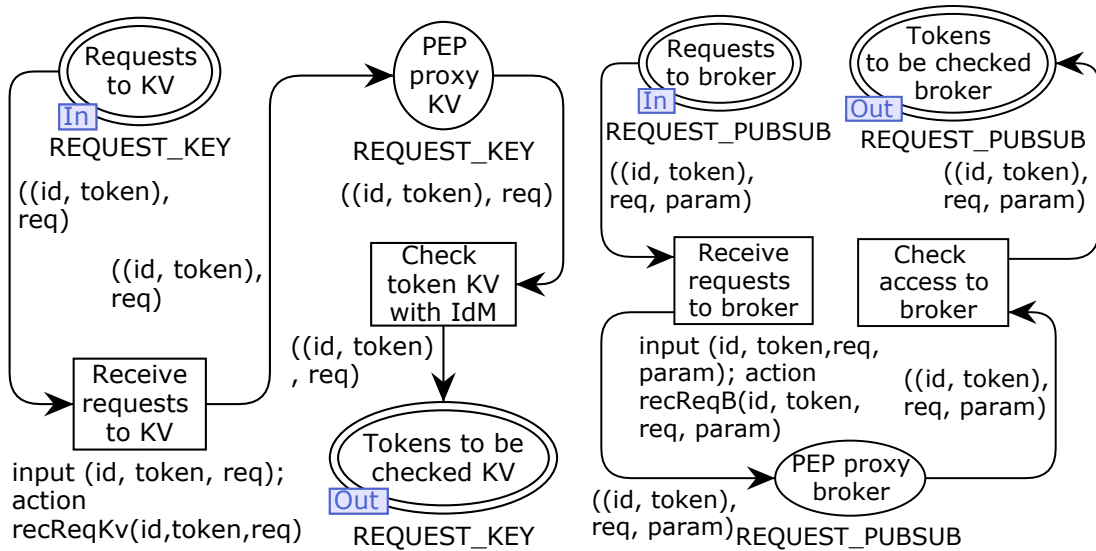 Requests
to KV
In
REQUEST_KEY
((id, token),
req)
((id, token),
req)
Receive
requests
to KV
input (id, token, req);
action
recReqKv(id,token,req)
PEP
proxy
KV
REQUEST_KEY
((id, token), req)
Check
token KV
with IdM
((id, token)
, req)
Tokens to be
checked KV
Out
REQUEST_KEY
Requests
to broker
In
REQUEST_PUBSUB
((id, token),
req, param)
Receive
requests
to broker
input (id, token,req,
param); action
recReqB(id, token,
req, param)
((id, token),
req, param)
PEP proxy
broker
REQUEST_PUBSUB
((id, token),
req, param)
Check
access to
broker
((id, token),
req, param)
Tokens
to be checked
broker
Out
REQUEST_PUBSUB